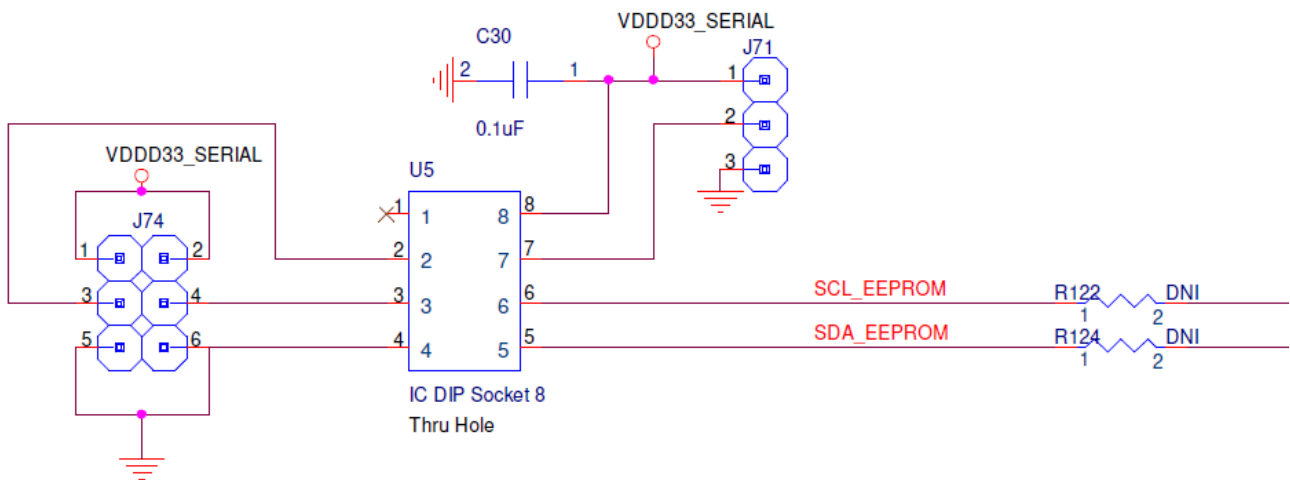 VDDD33_SERIAL
C30
J71
2 1 1
0.1uF
2
3
VDDD33_SERIAL
U5
J74
1 2
3 4
5 6
1 1 8 8
2 2 7 7
3 3 6 6
4 4 5 5
IC DIP Socket 8
Thru Hole
SCL_EEPROM
R122 DNI
1 2
SDA_EEPROM
R124 DNI
1 2